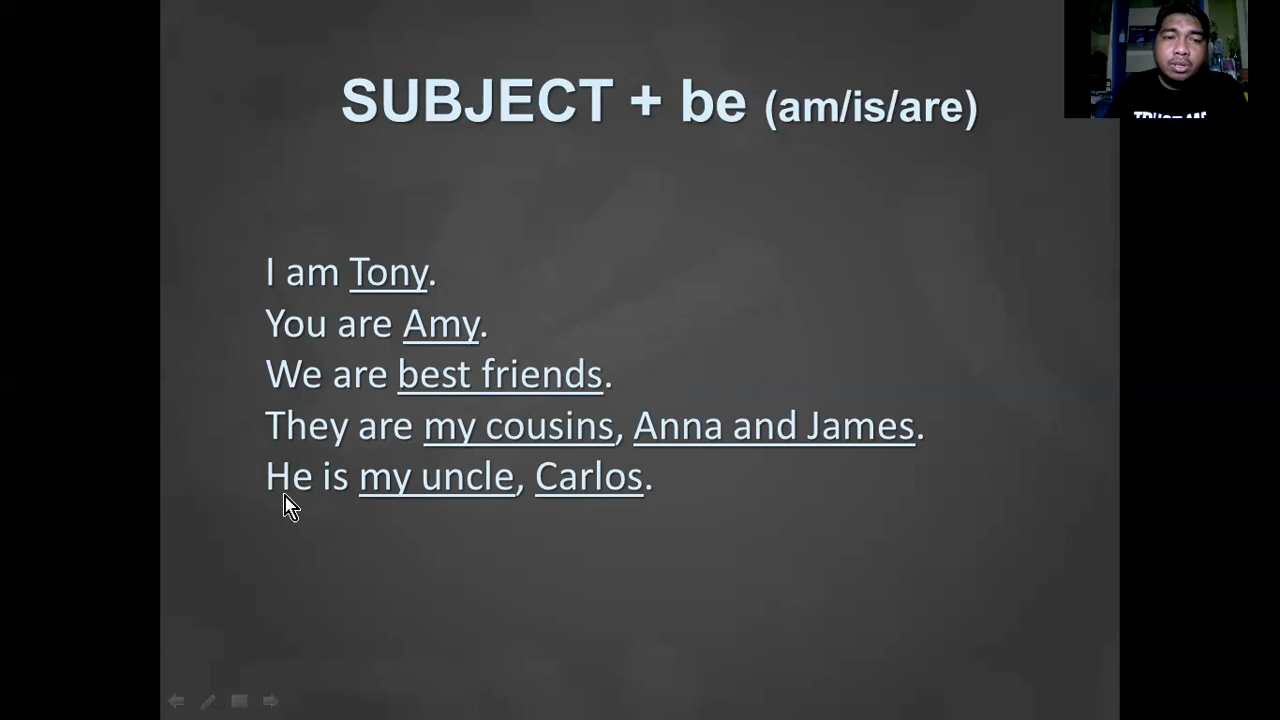 SUBJECT + be (am/is/are)
I am Tony.
You are Amy.
We are best friends.
They are my cousins, Anna and James.
He is my uncle, Carlos.